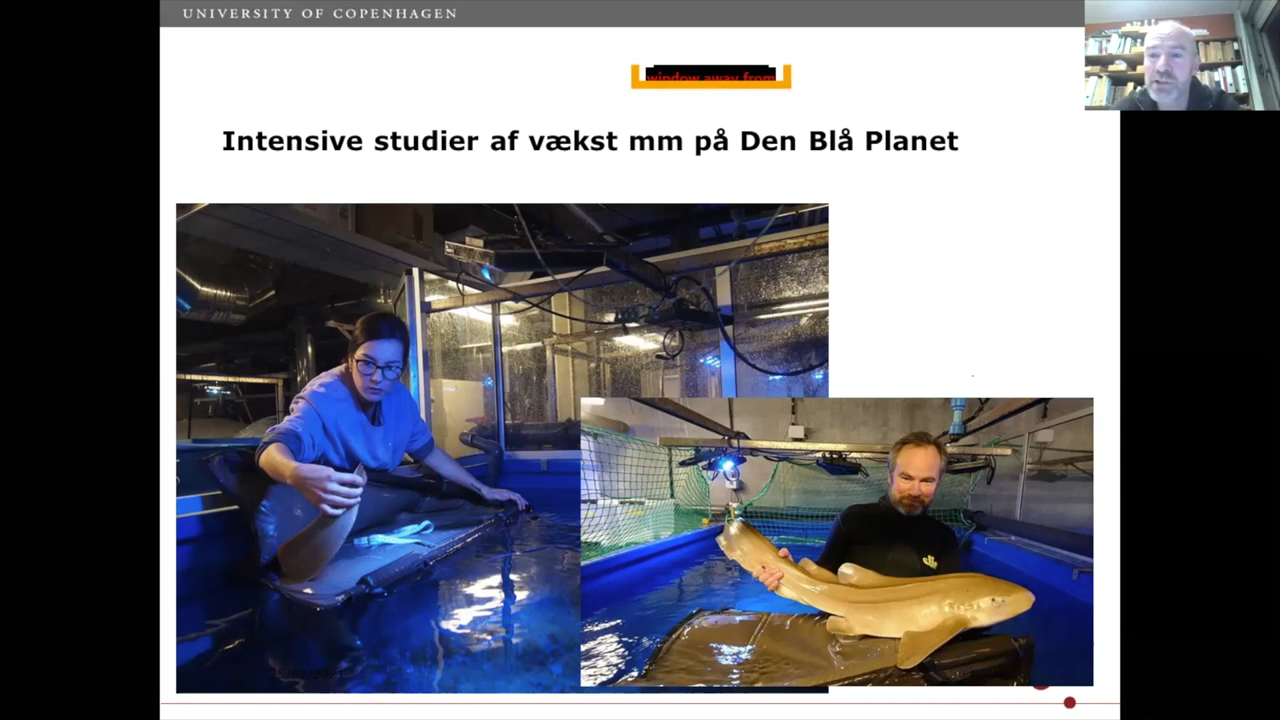 UNIVERSITY OF COPENHAGEN
window away from
Intensive studier af vækst mm på Den Blå Planet